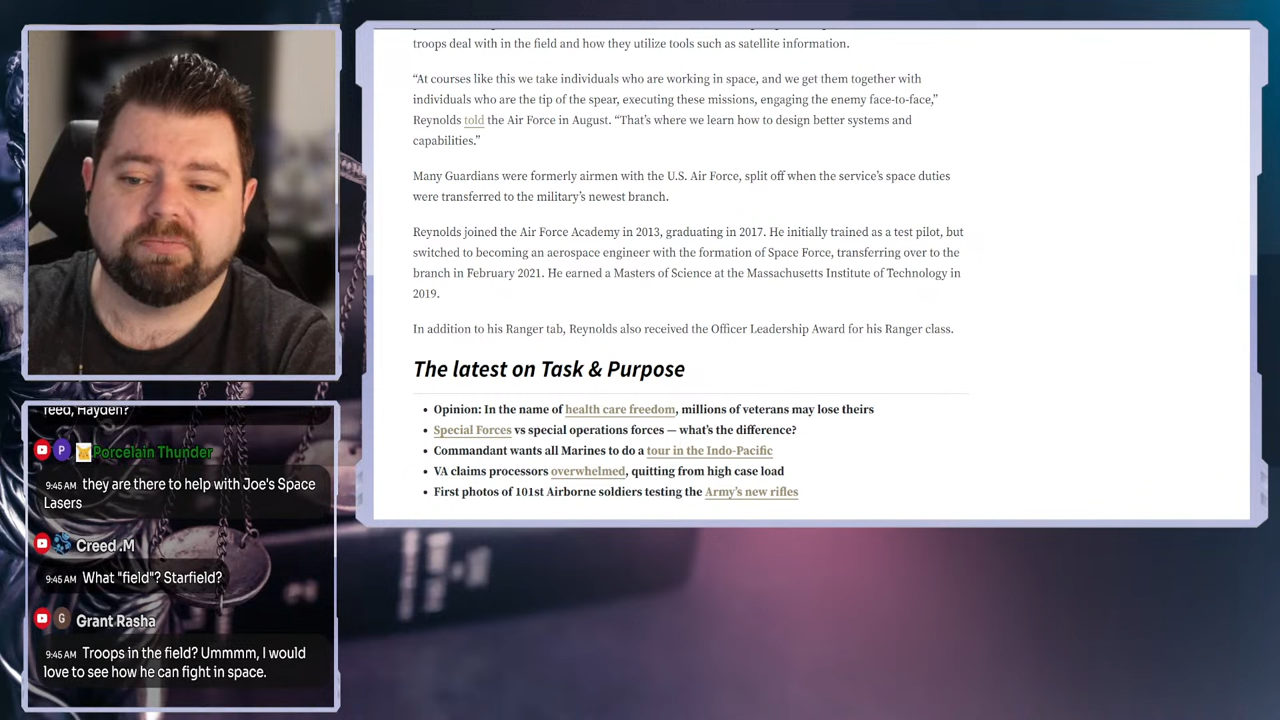 troops deal with in the field and how they utilize tools such as satellite information.
“At courses like this we take individuals who are working in space, and we get them together with
individuals who are the tip of the spear, executing these missions, engaging the enemy face-to-face,”
Reynolds told the Air Force in August. “That’s where we learn how to design better systems and
capabilities.”
Many Guardians were formerly airmen with the U.S. Air Force, split off when the service’s space duties
were transferred to the military’s newest branch.
Reynolds joined the Air Force Academy in 2013, graduating in 2017. He initially trained as a test pilot, but
switched to becoming an aerospace engineer with the formation of Space Force, transferring over to the
branch in February 2021. He earned a Masters of Science at the Massachusetts Institute of Technology in
2019.
In addition to his Ranger tab, Reynolds also received the Officer Leadership Award for his Ranger class.
The latest on Task & Purpose
• Opinion: In the name of health care freedom, millions of veterans may lose theirs
• Special Forces vs special operations forces — what’s the difference?
• Commandant wants all Marines to do a tour in the Indo-Pacific
• VA claims processors overwhelmed, quitting from high case load
• First photos of 101st Airborne soldiers testing the Army’s new rifles
feed, Hayden?
P Porcelain Thunder
9:45 AM they are there to help with Joe's Space
Lasers
Creed .M
9:45 AM What "field"? Starfield?
G Grant Rasha
9:45 AM Troops in the field? Ummmm, I would
love to see how he can fight in space.